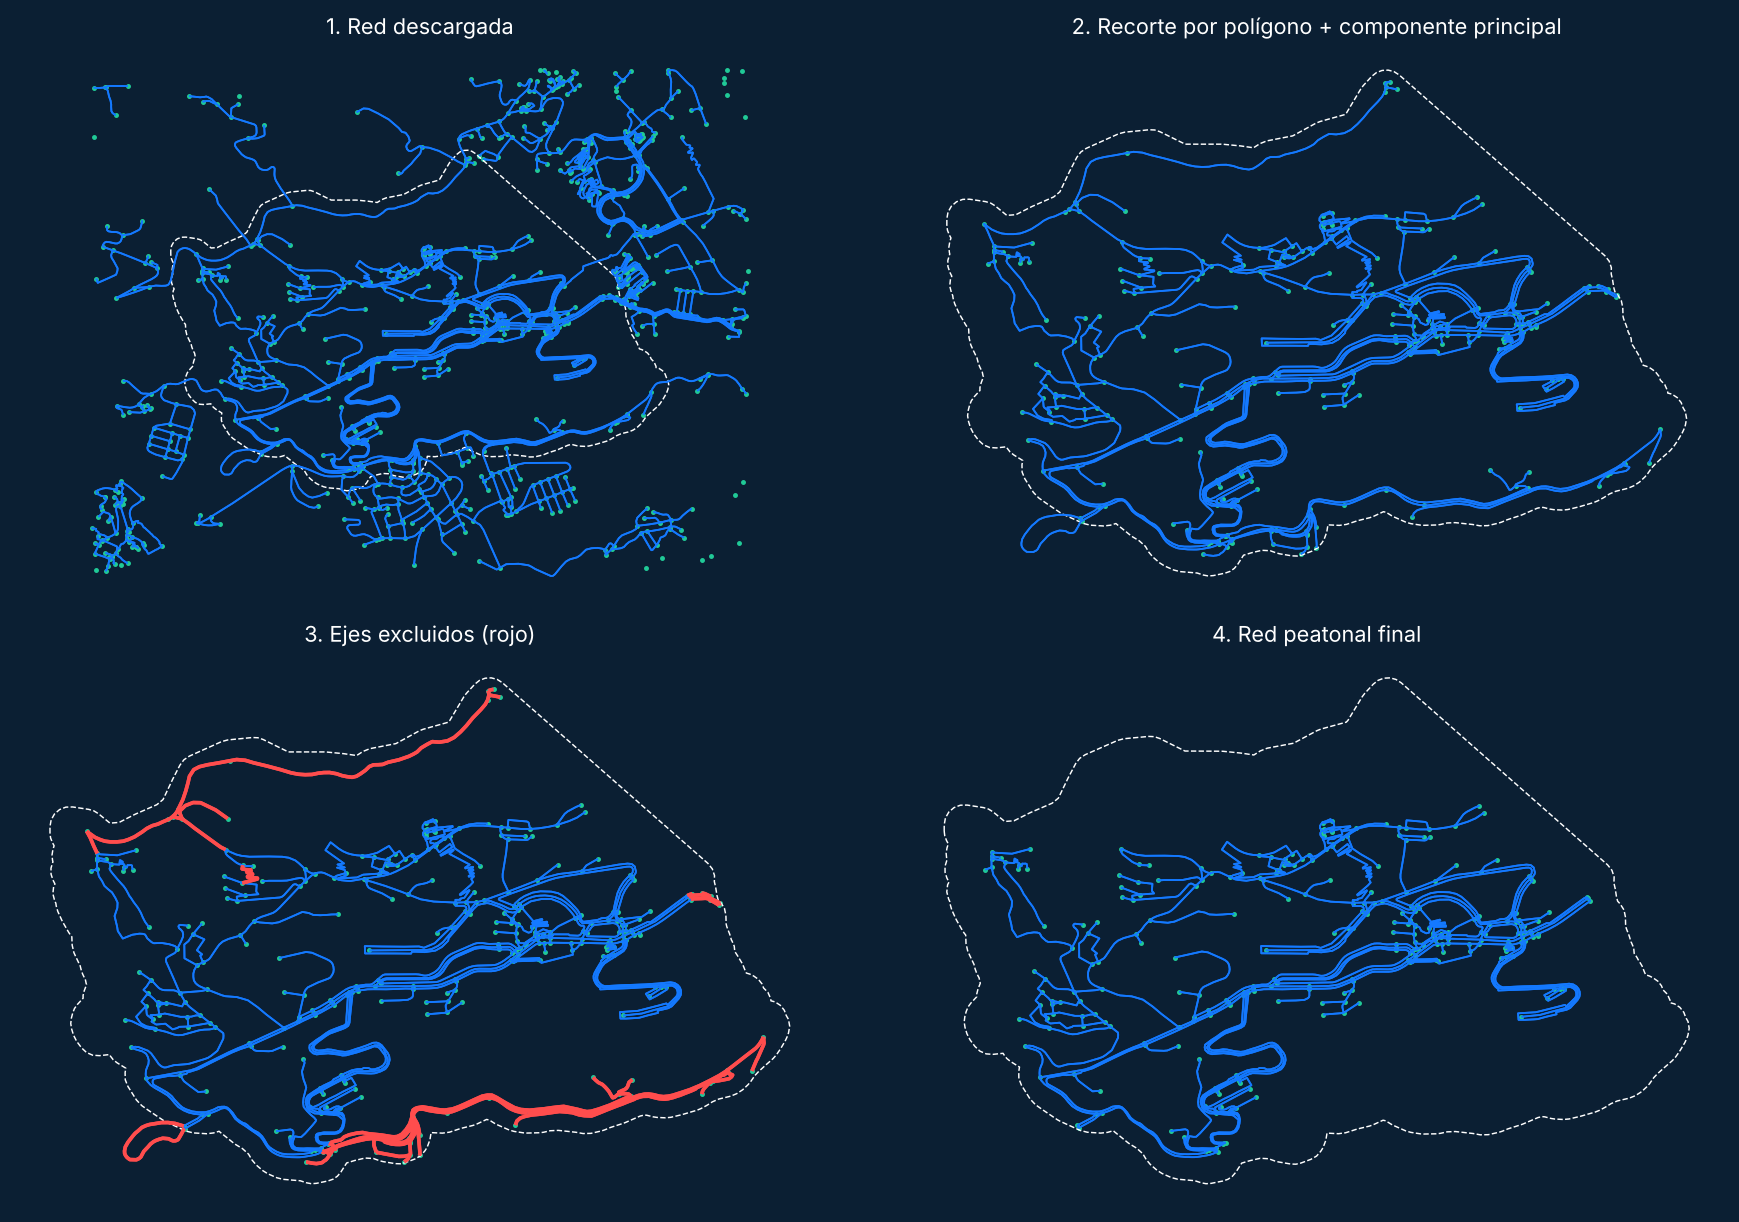 1. Red descargada
2. Recorte por polígono + componente principal
3. Ejes excluidos (rojo)
4. Red peatonal final